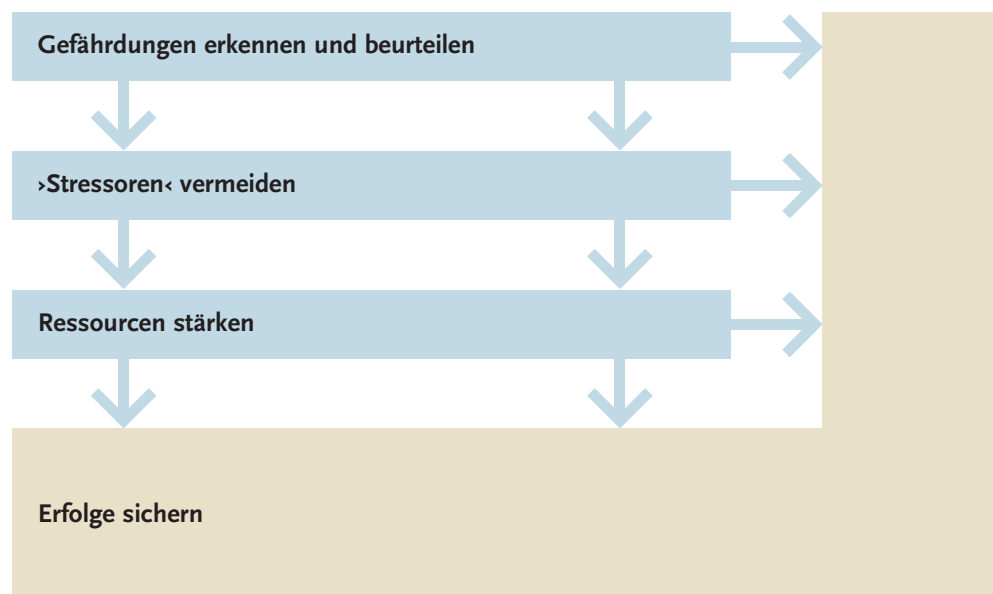 Gefährdungen erkennen und beurteilen
›Stressoren‹ vermeiden
Ressourcen stärken
Erfolge sichern